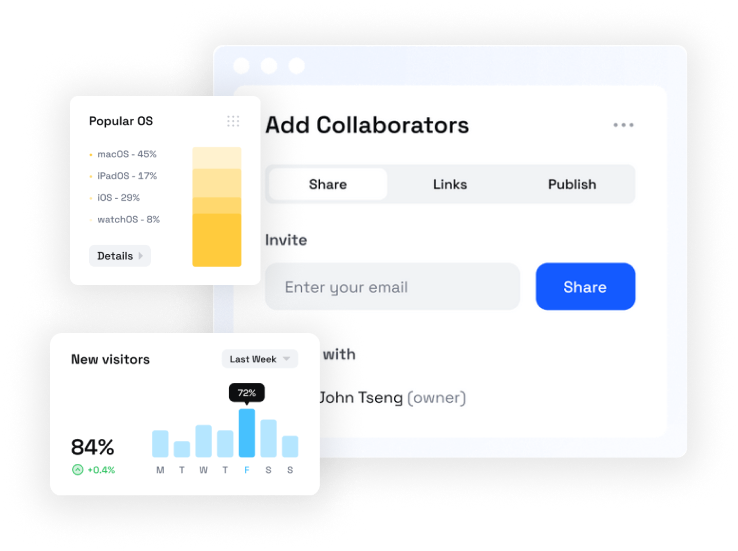 Popular OS
macOS - 45%
iPadOS - 17%
iOS - 29%
watchOS - 8%
Details
Add Collaborators
Share
Links
Publish
Invite
Enter your email
Share
with
John Tseng (owner)
New visitors
Last Week
72%
84%
+0.4%
M T W T F S S